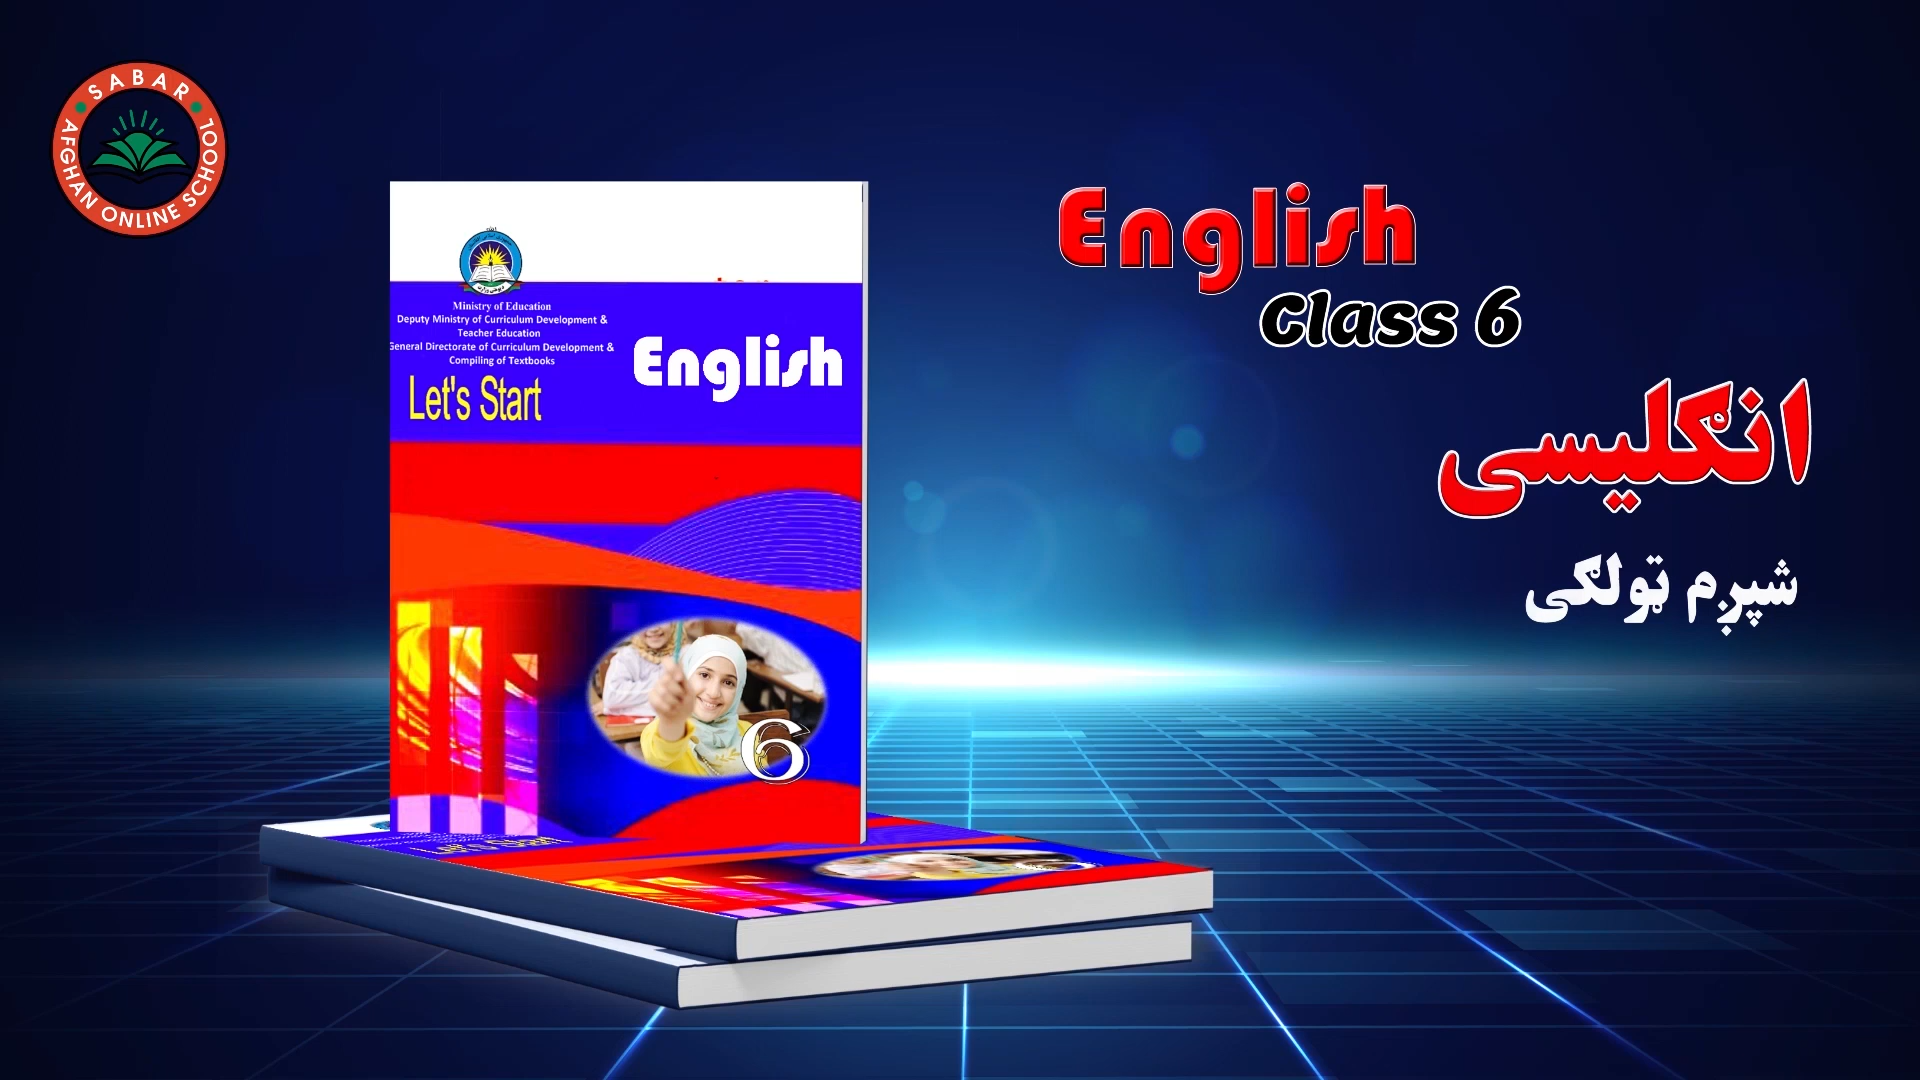 SABAR
AFGHAN ONLINE SCHOOL
Ministry of Education
Deputy Ministry of Curriculum Development &
Teacher Education
General Directorate of Curriculum Development &
Compiling of Textbooks
Let's Start
English
6
English
Class 6
انګلیسی
شپږم ټولګی